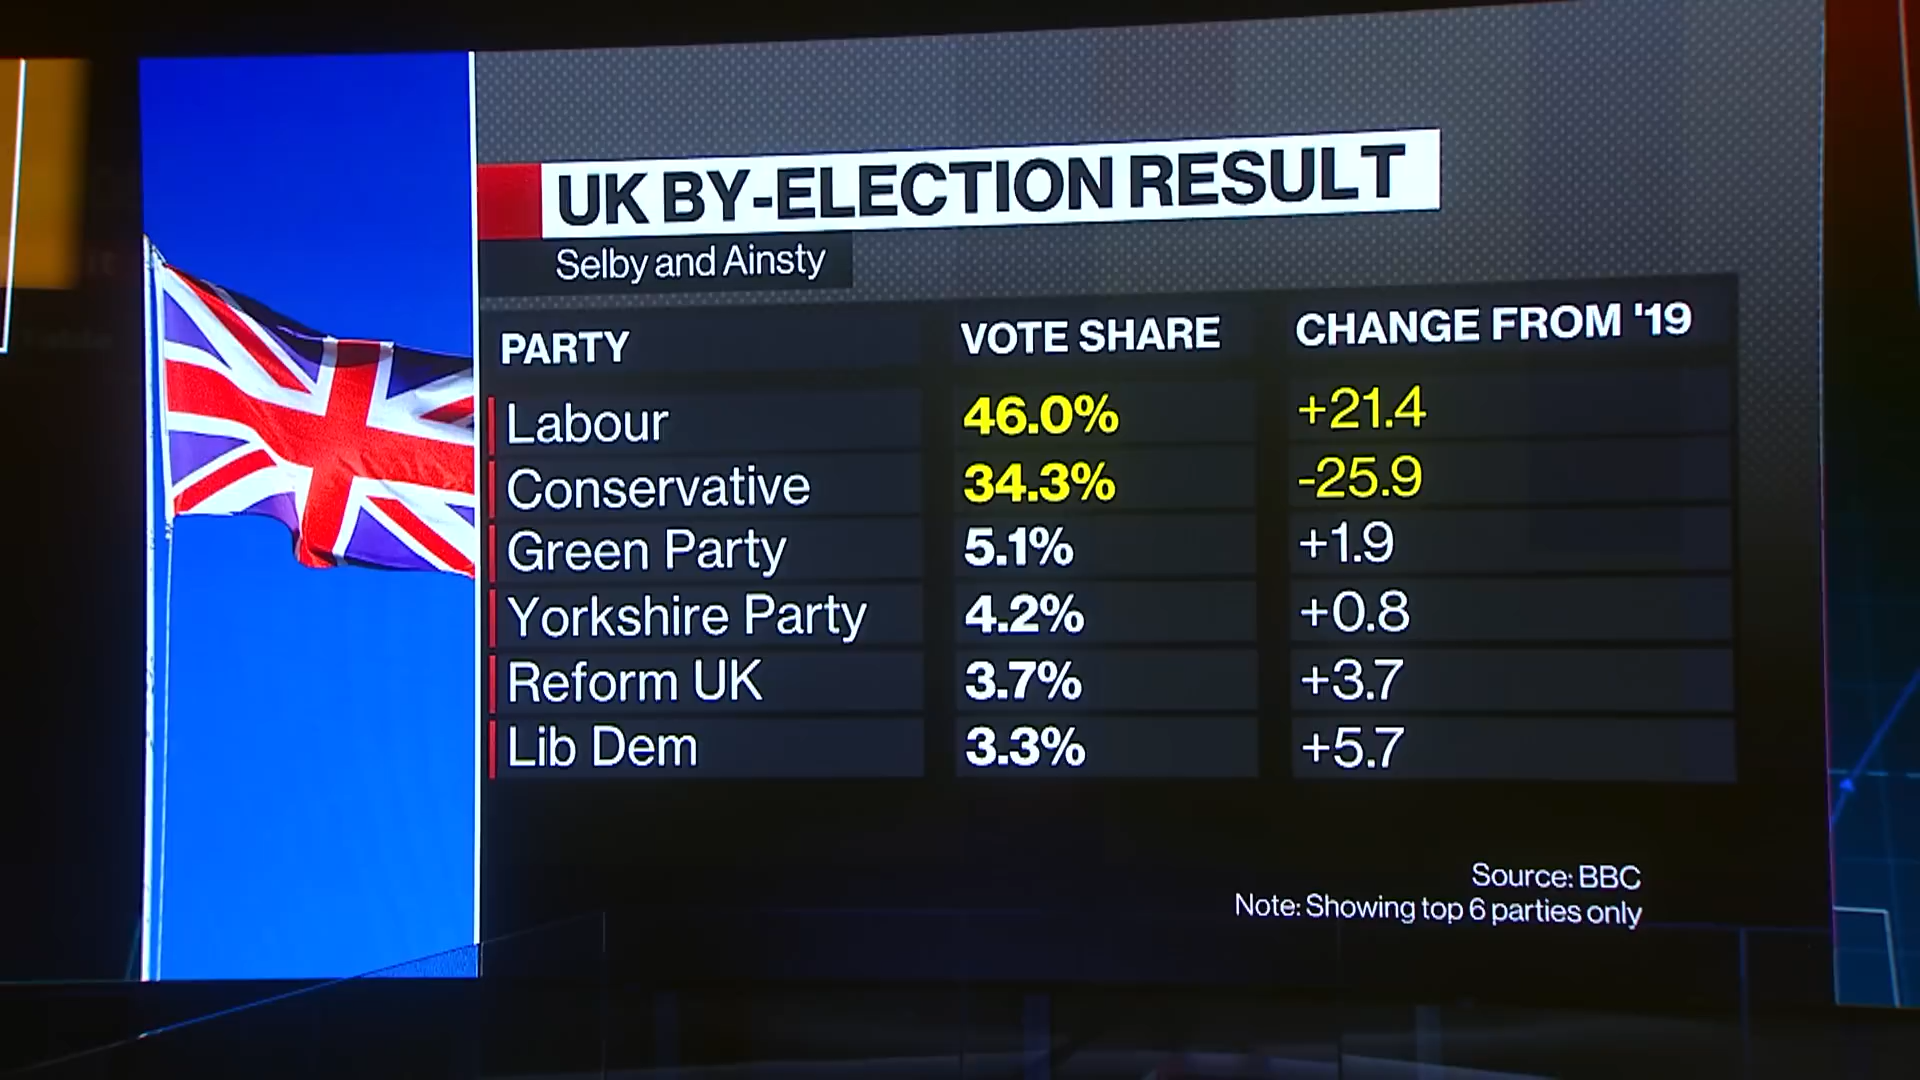 UK BY-ELECTION RESULT
Selby and Ainsty
PARTY VOTE SHARE CHANGE FROM '19
Labour 46.0% +21.4
Conservative 34.3% -25.9
Green Party 5.1% +1.9
Yorkshire Party 4.2% +0.8
Reform UK 3.7% +3.7
Lib Dem 3.3% +5.7
Source: BBC
Note: Showing top 6 parties only